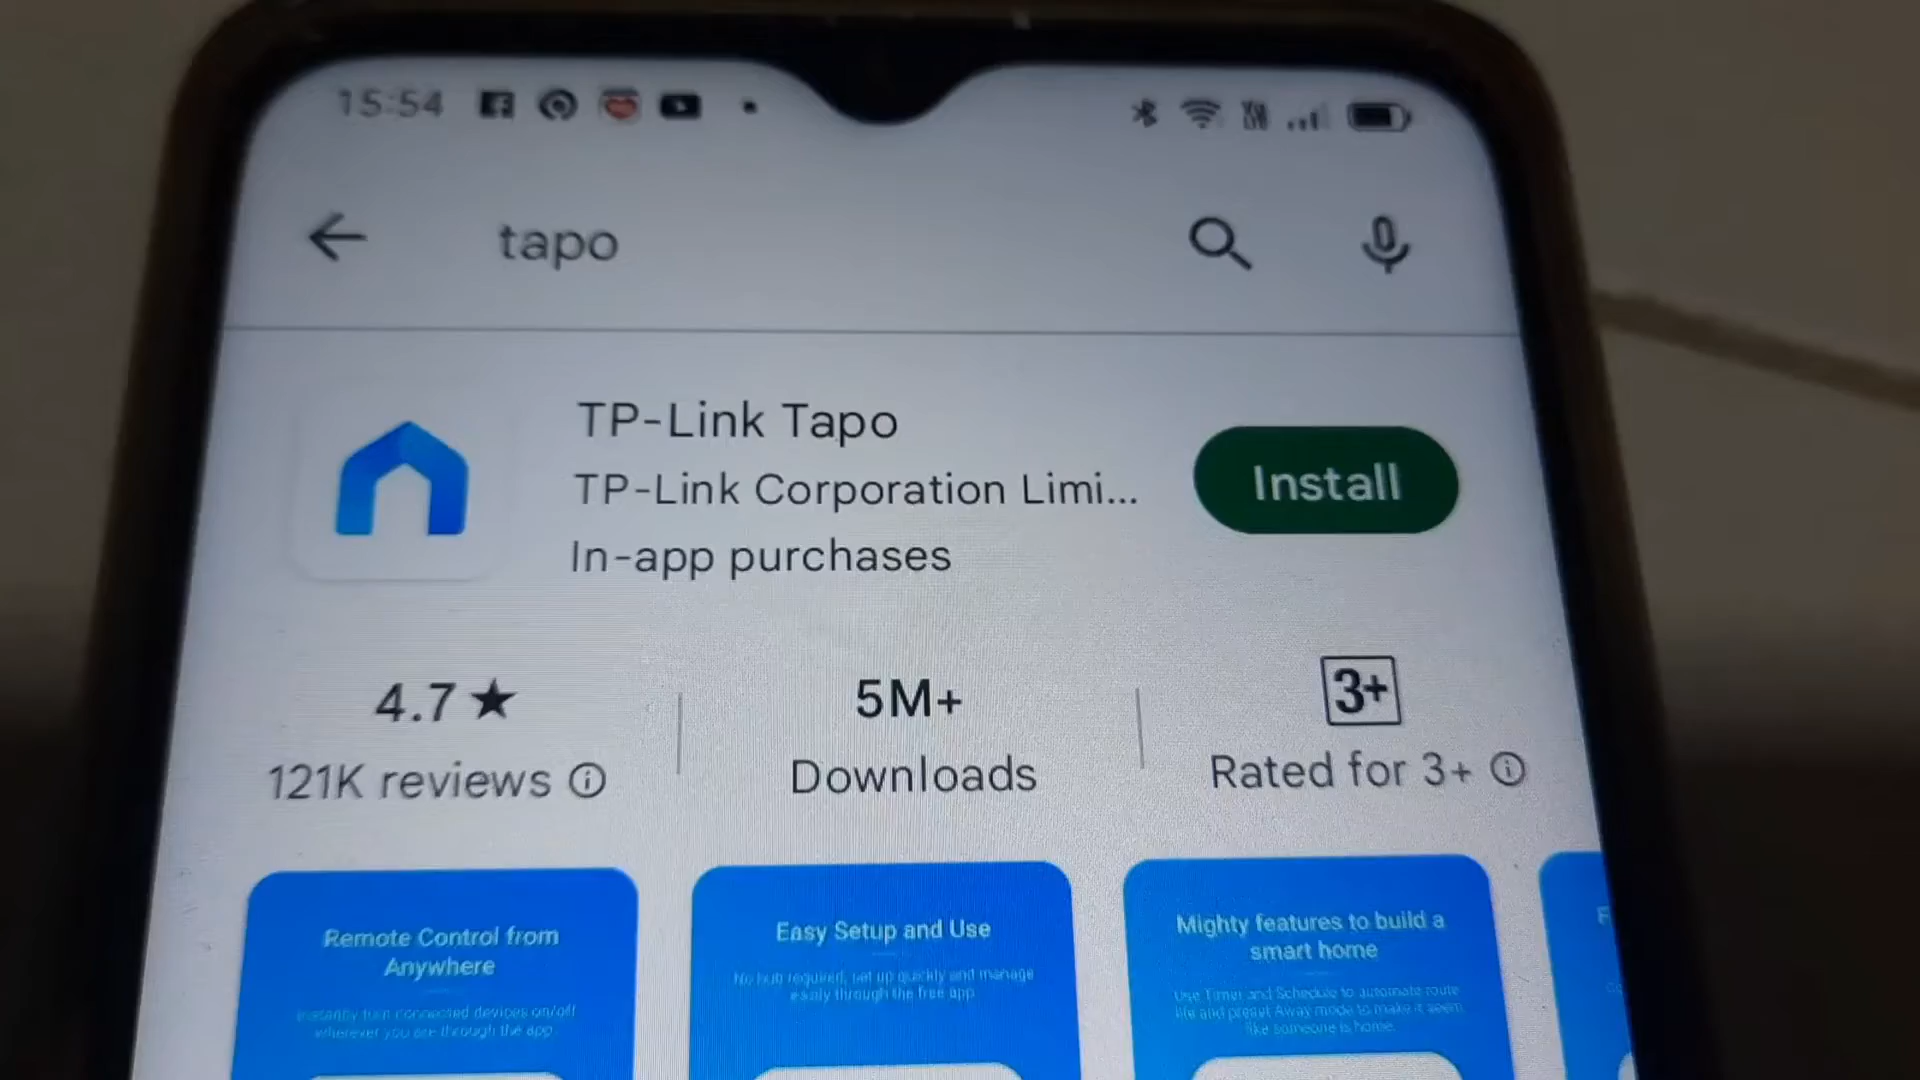 15:54
tapo
TP-Link Tapo
TP-Link Corporation Limi...
Install
In-app purchases
4.7★
121K reviews
5M+
Downloads
3+
Rated for 3+
Remote Control from
Anywhere
Instantly turn connected devices on/off
wherever you are through the app
Easy Setup and Use
No hub required, set up quickly and manage
easily through the free app
Mighty features to build a
smart home
Use Timer and Schedule to automate route
life and preset Away mode to make it seem
like someone is home.
F